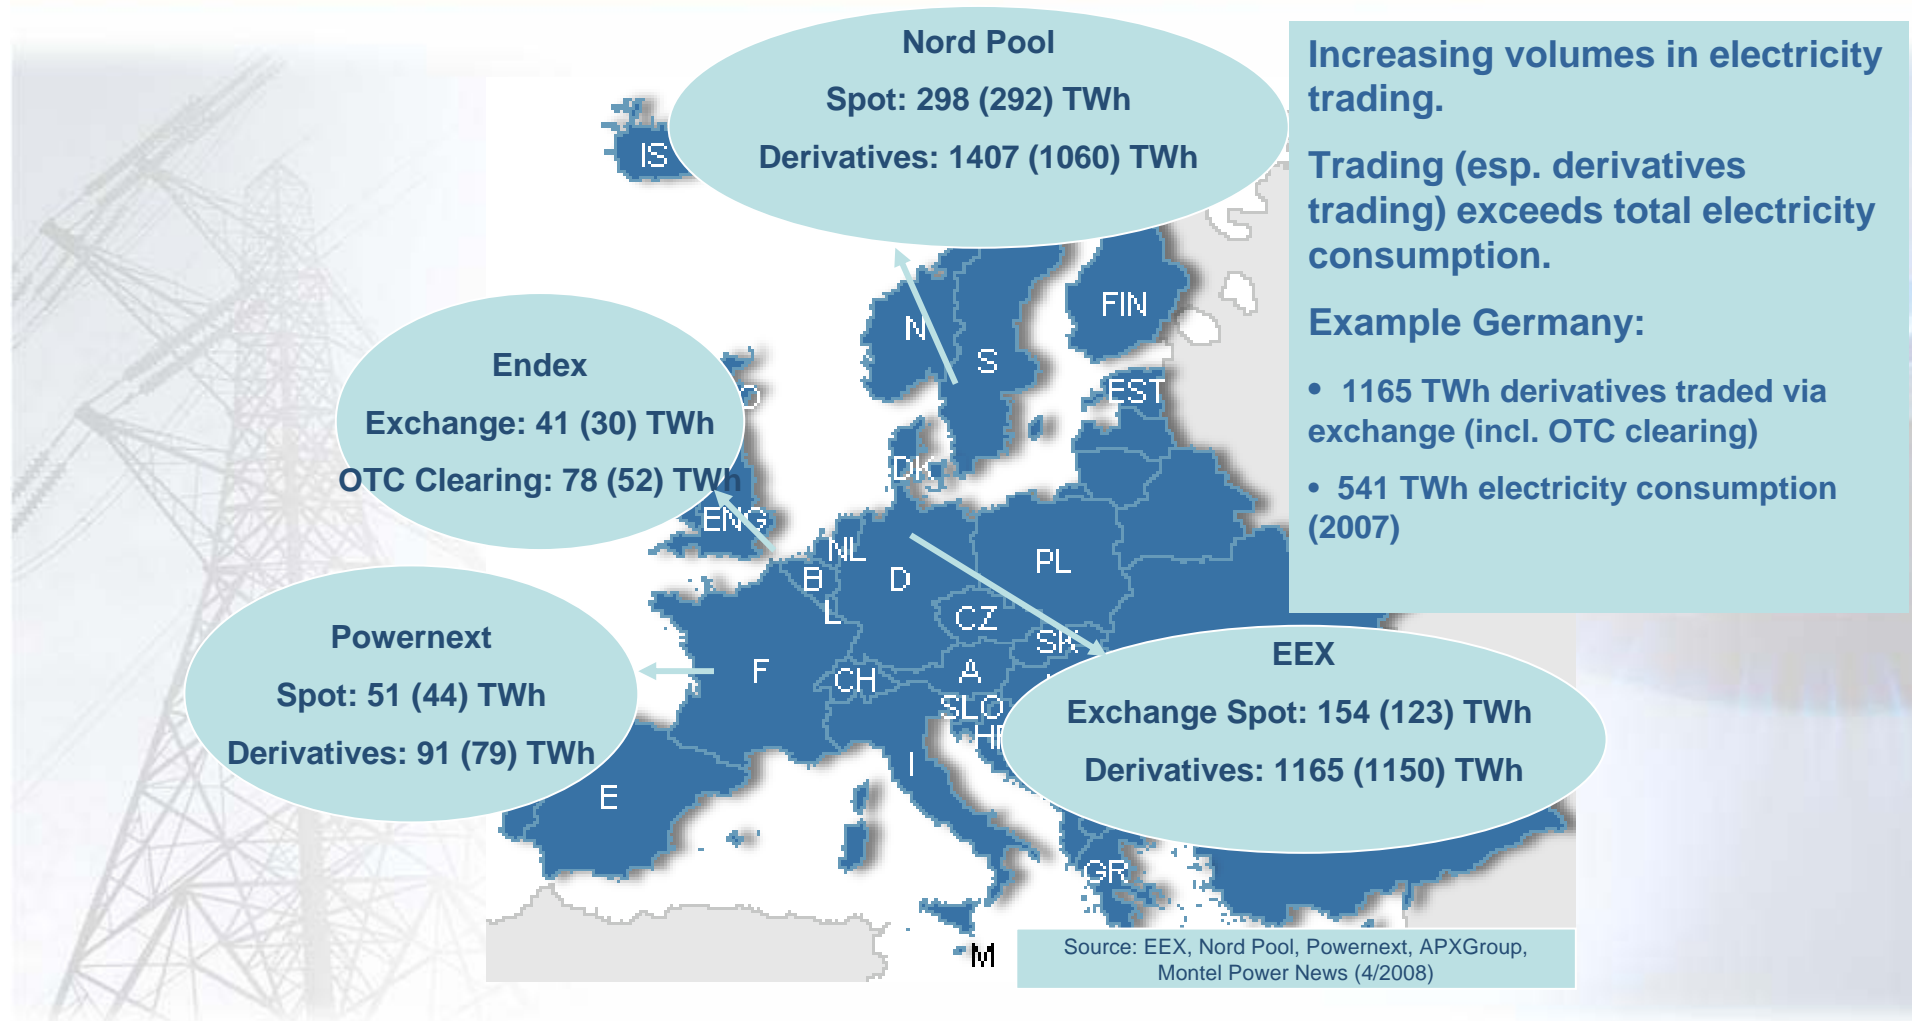 Nord Pool
Spot: 298 (292) TWh
Derivatives: 1407 (1060) TWh
Increasing volumes in electricity
trading.
Trading (esp. derivatives
trading) exceeds total electricity
consumption.
Example Germany:
• 1165 TWh derivatives traded via
exchange (incl. OTC clearing)
• 541 TWh electricity consumption
(2007)
Endex
Exchange: 41 (30) TWh
OTC Clearing: 78 (52) TWh
Powernext
Spot: 51 (44) TWh
Derivatives: 91 (79) TWh
EEX
Exchange Spot: 154 (123) TWh
Derivatives: 1165 (1150) TWh
IS
N
S
FIN
EST
DK
ENG
NL
B
D
PL
L
CZ
SK
F
CH
A
SLO
I
E
GR
M
Source: EEX, Nord Pool, Powernext, APXGroup,
Montel Power News (4/2008)